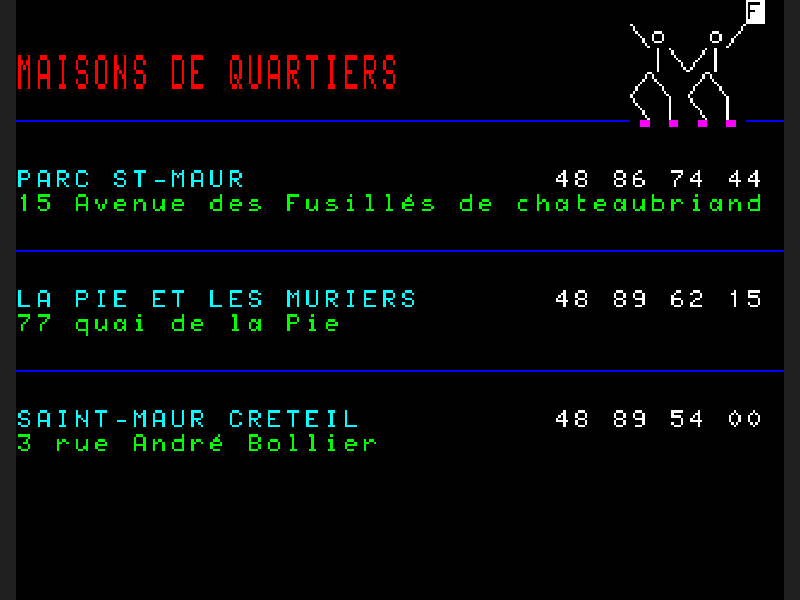 F
MAISONS DE QUARTIERS
PARC ST-MAUR 48 86 74 44
15 Avenue des Fusillés de chateaubriand
LA PIE ET LES MURIERS 48 89 62 15
77 quai de la Pie
SAINT-MAUR CRETEIL 48 89 54 00
3 rue André Bollier